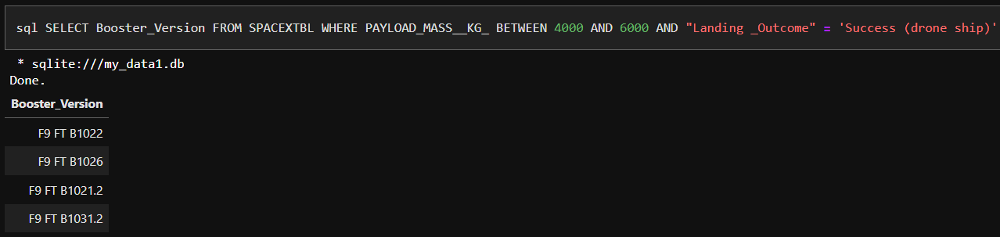 sql SELECT Booster_Version FROM SPACEXTBL WHERE PAYLOAD_MASS__KG_ BETWEEN 4000 AND 6000 AND "Landing _Outcome" = 'Success (drone ship)'
* sqlite:///my_data1.db
Done.
Booster_Version
F9 FT B1022
F9 FT B1026
F9 FT B1021.2
F9 FT B1031.2